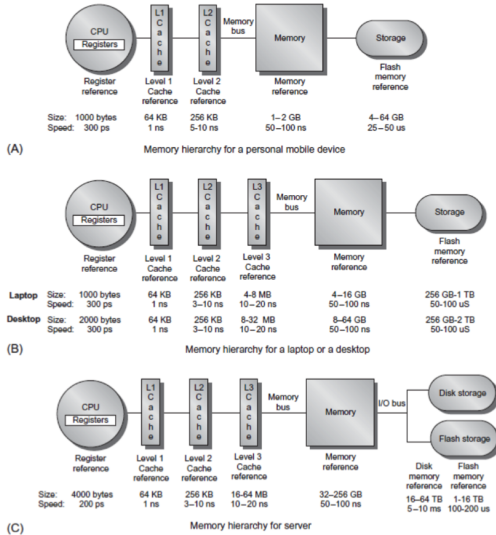 CPU
Registers
L1
Cache
L2
Cache
Memory
bus
Memory
Storage
Register
reference
Level 1
Cache
reference
Level 2
Cache
reference
Memory
reference
Flash
memory
reference
Size: 1000 bytes 64 KB 256 KB 1–2 GB 4–64 GB
Speed: 300 ps 1 ns 5-10 ns 50–100 ns 25–50 us
(A) Memory hierarchy for a personal mobile device
CPU
Registers
L1
Cache
L2
Cache
L3
Cache
Memory
bus
Memory
Storage
Register
reference
Level 1
Cache
reference
Level 2
Cache
reference
Level 3
Cache
reference
Memory
reference
Flash
memory
reference
Laptop Size: 1000 bytes 64 KB 256 KB 4-8 MB 4–16 GB 256 GB-1 TB
Speed: 300 ps 1 ns 3–10 ns 10–20 ns 50–100 ns 50-100 uS
Desktop Size: 2000 bytes 64 KB 256 KB 8-32 MB 8–64 GB 256 GB-2 TB
Speed: 300 ps 1 ns 3–10 ns 10–20 ns 50–100 ns 50-100 uS
(B) Memory hierarchy for a laptop or a desktop
CPU
Registers
L1
Cache
L2
Cache
L3
Cache
Memory
bus
Memory
I/O bus
Disk storage
Flash storage
Register
reference
Level 1
Cache
reference
Level 2
Cache
reference
Level 3
Cache
reference
Memory
reference
Disk
memory
reference
Flash
memory
reference
Size: 4000 bytes 64 KB 256 KB 16-64 MB 32–256 GB 16–64 TB 1-16 TB
Speed: 200 ps 1 ns 3–10 ns 10–20 ns 50–100 ns 5–10 ms 100-200 us
(C) Memory hierarchy for server